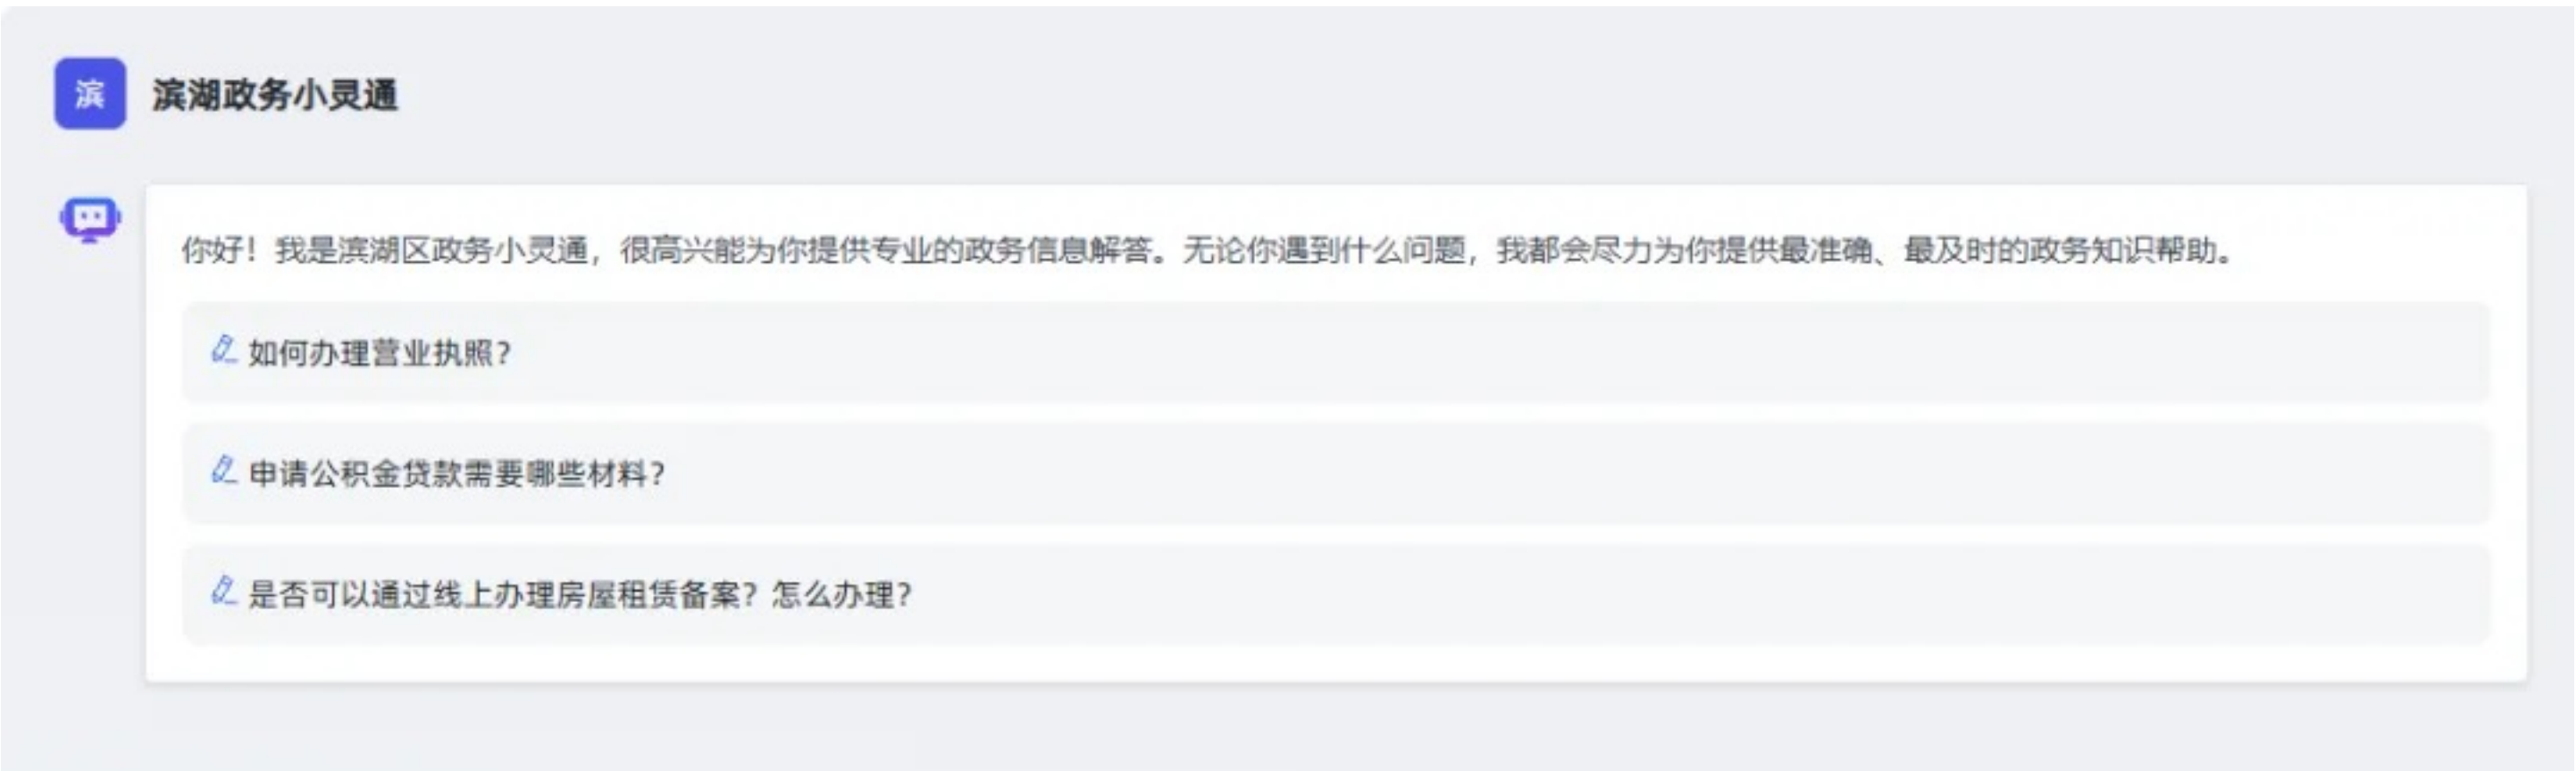 滨
滨湖政务小灵通
你好！我是滨湖区政务小灵通，很高兴能为你提供专业的政务信息解答。无论你遇到什么问题，我都会尽力为你提供最准确、最及时的政务知识帮助。
如何办理营业执照？
申请公积金贷款需要哪些材料？
是否可以通过线上办理房屋租赁备案？怎么办理？